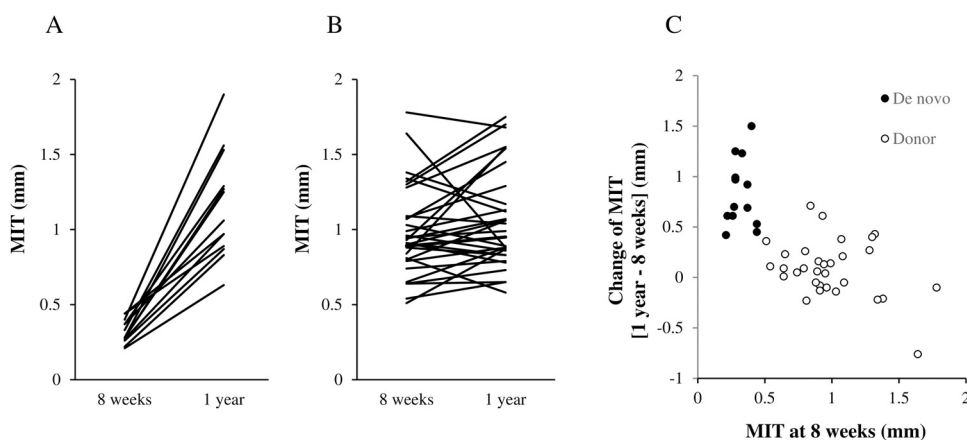 A
B
C
MIT (mm)
2
1.5
1
0.5
0
8 weeks
1 year
MIT (mm)
2
1.5
1
0.5
0
8 weeks
1 year
Change of MIT
[1 year - 8 weeks] (mm)
2
1.5
1
0.5
0
-0.5
-1
De novo
Donor
0
0.5
1
1.5
2
MIT at 8 weeks (mm)